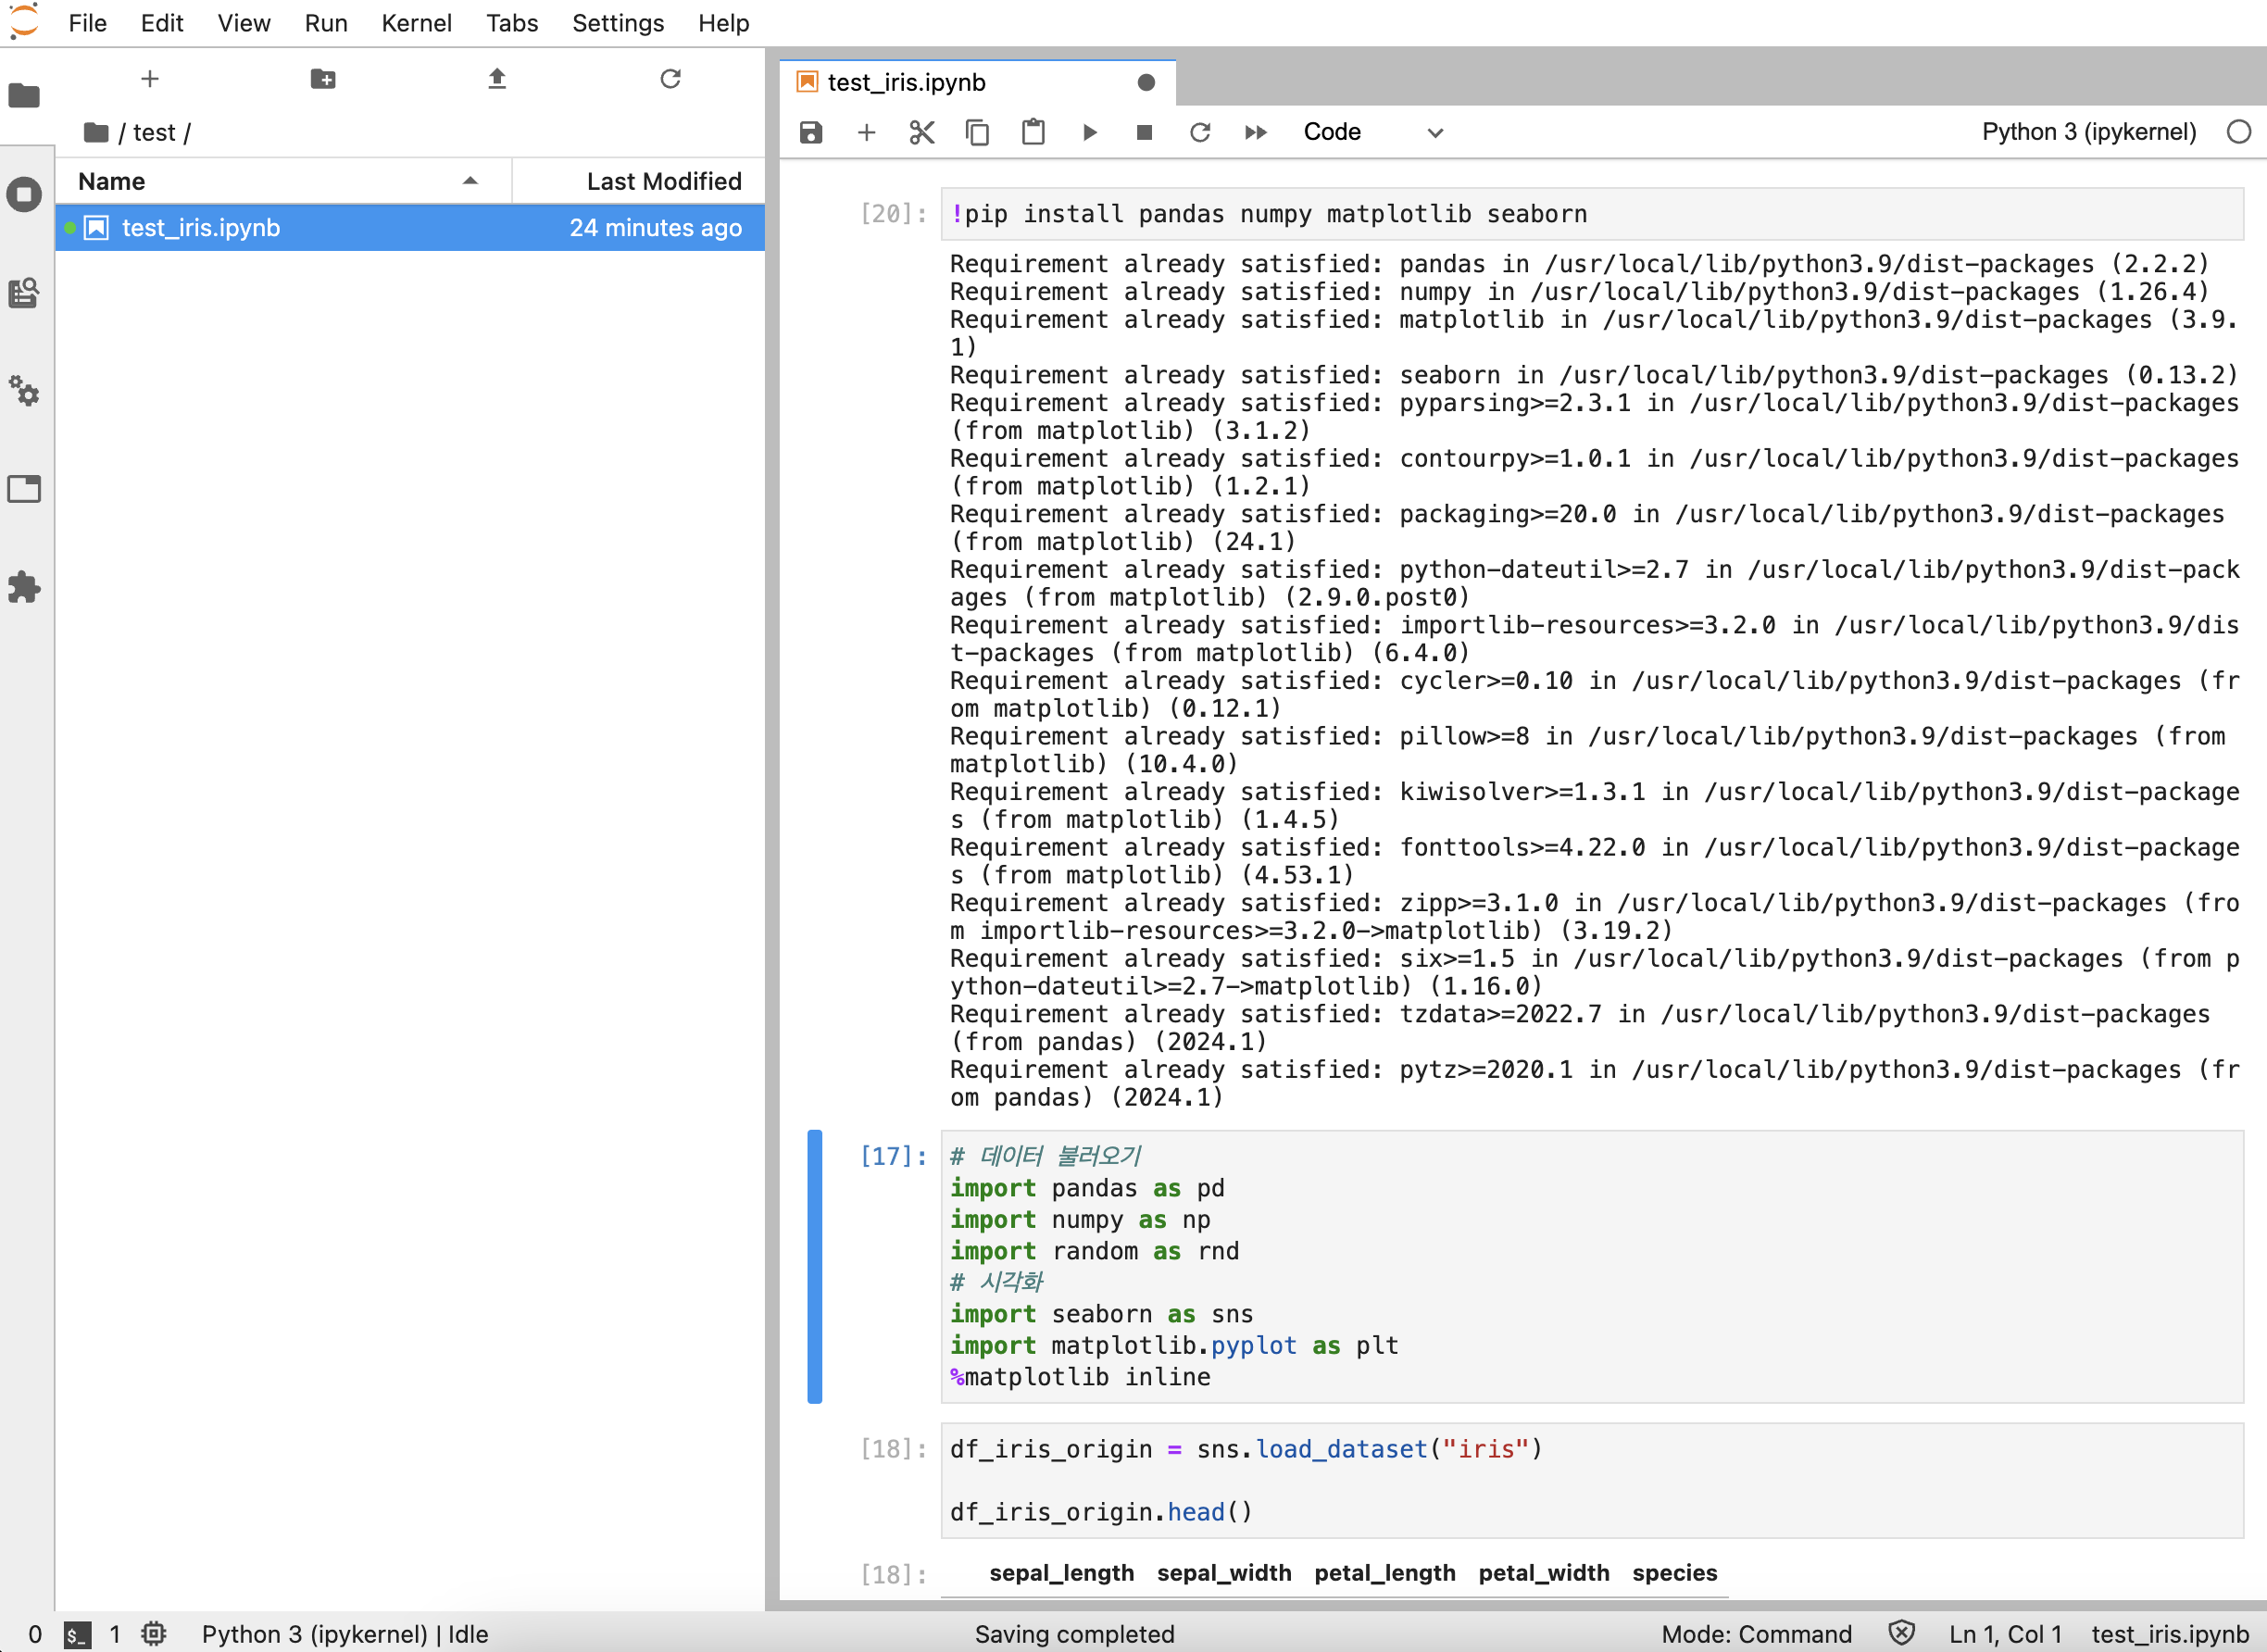 File Edit View Run Kernel Tabs Settings Help
/ test /
Name Last Modified
test_iris.ipynb 24 minutes ago
test_iris.ipynb
Code Python 3 (ipykernel)
[20]: !pip install pandas numpy matplotlib seaborn
Requirement already satisfied: pandas in /usr/local/lib/python3.9/dist-packages (2.2.2)
Requirement already satisfied: numpy in /usr/local/lib/python3.9/dist-packages (1.26.4)
Requirement already satisfied: matplotlib in /usr/local/lib/python3.9/dist-packages (3.9.
1)
Requirement already satisfied: seaborn in /usr/local/lib/python3.9/dist-packages (0.13.2)
Requirement already satisfied: pyparsing>=2.3.1 in /usr/local/lib/python3.9/dist-packages
(from matplotlib) (3.1.2)
Requirement already satisfied: contourpy>=1.0.1 in /usr/local/lib/python3.9/dist-packages
(from matplotlib) (1.2.1)
Requirement already satisfied: packaging>=20.0 in /usr/local/lib/python3.9/dist-packages
(from matplotlib) (24.1)
Requirement already satisfied: python-dateutil>=2.7 in /usr/local/lib/python3.9/dist-pack
ages (from matplotlib) (2.9.0.post0)
Requirement already satisfied: importlib-resources>=3.2.0 in /usr/local/lib/python3.9/dis
t-packages (from matplotlib) (6.4.0)
Requirement already satisfied: cycler>=0.10 in /usr/local/lib/python3.9/dist-packages (fr
om matplotlib) (0.12.1)
Requirement already satisfied: pillow>=8 in /usr/local/lib/python3.9/dist-packages (from
matplotlib) (10.4.0)
Requirement already satisfied: kiwisolver>=1.3.1 in /usr/local/lib/python3.9/dist-package
s (from matplotlib) (1.4.5)
Requirement already satisfied: fonttools>=4.22.0 in /usr/local/lib/python3.9/dist-package
s (from matplotlib) (4.53.1)
Requirement already satisfied: zipp>=3.1.0 in /usr/local/lib/python3.9/dist-packages (fro
m importlib-resources>=3.2.0->matplotlib) (3.19.2)
Requirement already satisfied: six>=1.5 in /usr/local/lib/python3.9/dist-packages (from p
ython-dateutil>=2.7->matplotlib) (1.16.0)
Requirement already satisfied: tzdata>=2022.7 in /usr/local/lib/python3.9/dist-packages
(from pandas) (2024.1)
Requirement already satisfied: pytz>=2020.1 in /usr/local/lib/python3.9/dist-packages (fr
om pandas) (2024.1)
[17]: # 데이터 불러오기
import pandas as pd
import numpy as np
import random as rnd
# 시각화
import seaborn as sns
import matplotlib.pyplot as plt
%matplotlib inline
[18]: df_iris_origin = sns.load_dataset("iris")
df_iris_origin.head()
[18]: sepal_length sepal_width petal_length petal_width species
0 $_ 1 Python 3 (ipykernel) | Idle Saving completed Mode: Command Ln 1, Col 1 test_iris.ipynb